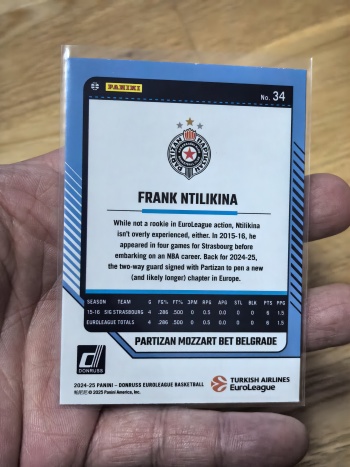 PANINI
No. 34
PARTIZAN PARTIZAN
FRANK NTILIKINA
While not a rookie in EuroLeague action, Ntilikina
isn't overly experienced, either. In 2015-16, he
appeared in four games for Strasbourg before
embarking on an NBA career. Back for 2024-25,
the two-way guard signed with Partizan to pen a new
(and likely longer) chapter in Europe.
SEASON TEAM G FG% FT% 3PM RPG APG STL BLK PTS PPG
15-16 SIG STRASBOURG 4 .286 .500 0 0.5 0.0 0 0 6 1.5
EUROLEAGUE TOTALS 4 .286 .500 0 0.5 0.0 0 0 6 1.5
PARTIZAN MOZZART BET BELGRADE
DONRUSS
TURKISH AIRLINES
EuroLeague
2024-25 PANINI - DONRUSS EUROLEAGUE BASKETBALL
© 2025 Panini America, Inc.